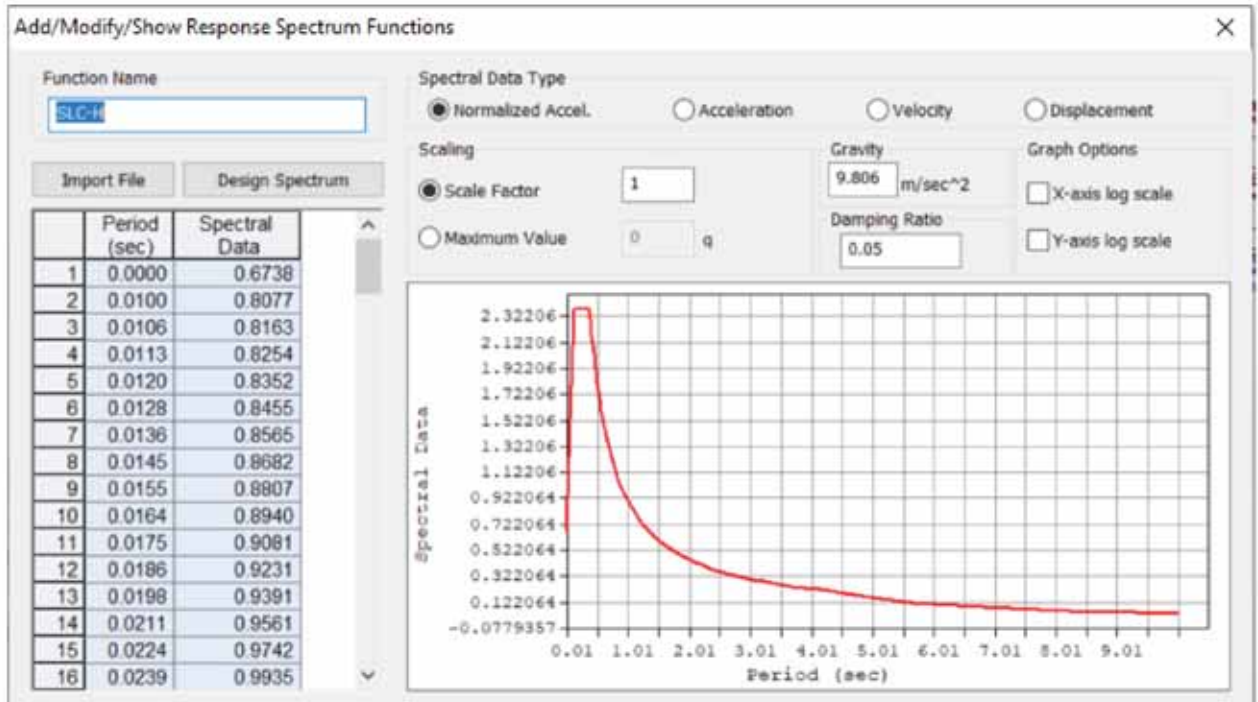 Add/Modify/Show Response Spectrum Functions
Function Name
SLC-H
Import File
Design Spectrum
Period (sec) Spectral Data
1 0.0000 0.6738
2 0.0100 0.8077
3 0.0106 0.8163
4 0.0113 0.8254
5 0.0120 0.8352
6 0.0128 0.8455
7 0.0136 0.8565
8 0.0145 0.8682
9 0.0155 0.8807
10 0.0164 0.8940
11 0.0175 0.9081
12 0.0186 0.9231
13 0.0198 0.9391
14 0.0211 0.9561
15 0.0224 0.9742
16 0.0239 0.9935
Spectral Data Type
Normalized Accel. Acceleration Velocity Displacement
Scaling
Scale Factor 1
Maximum Value 0 g
Gravity
9.806 m/sec^2
Damping Ratio
0.05
Graph Options
X-axis log scale
Y-axis log scale
Spectral Data
2.32206
2.12206
1.92206
1.72206
1.52206
1.32206
1.12206
0.922064
0.722064
0.522064
0.322064
0.122064
-0.0779357
0.01 1.01 2.01 3.01 4.01 5.01 6.01 7.01 8.01 9.01
Period (sec)